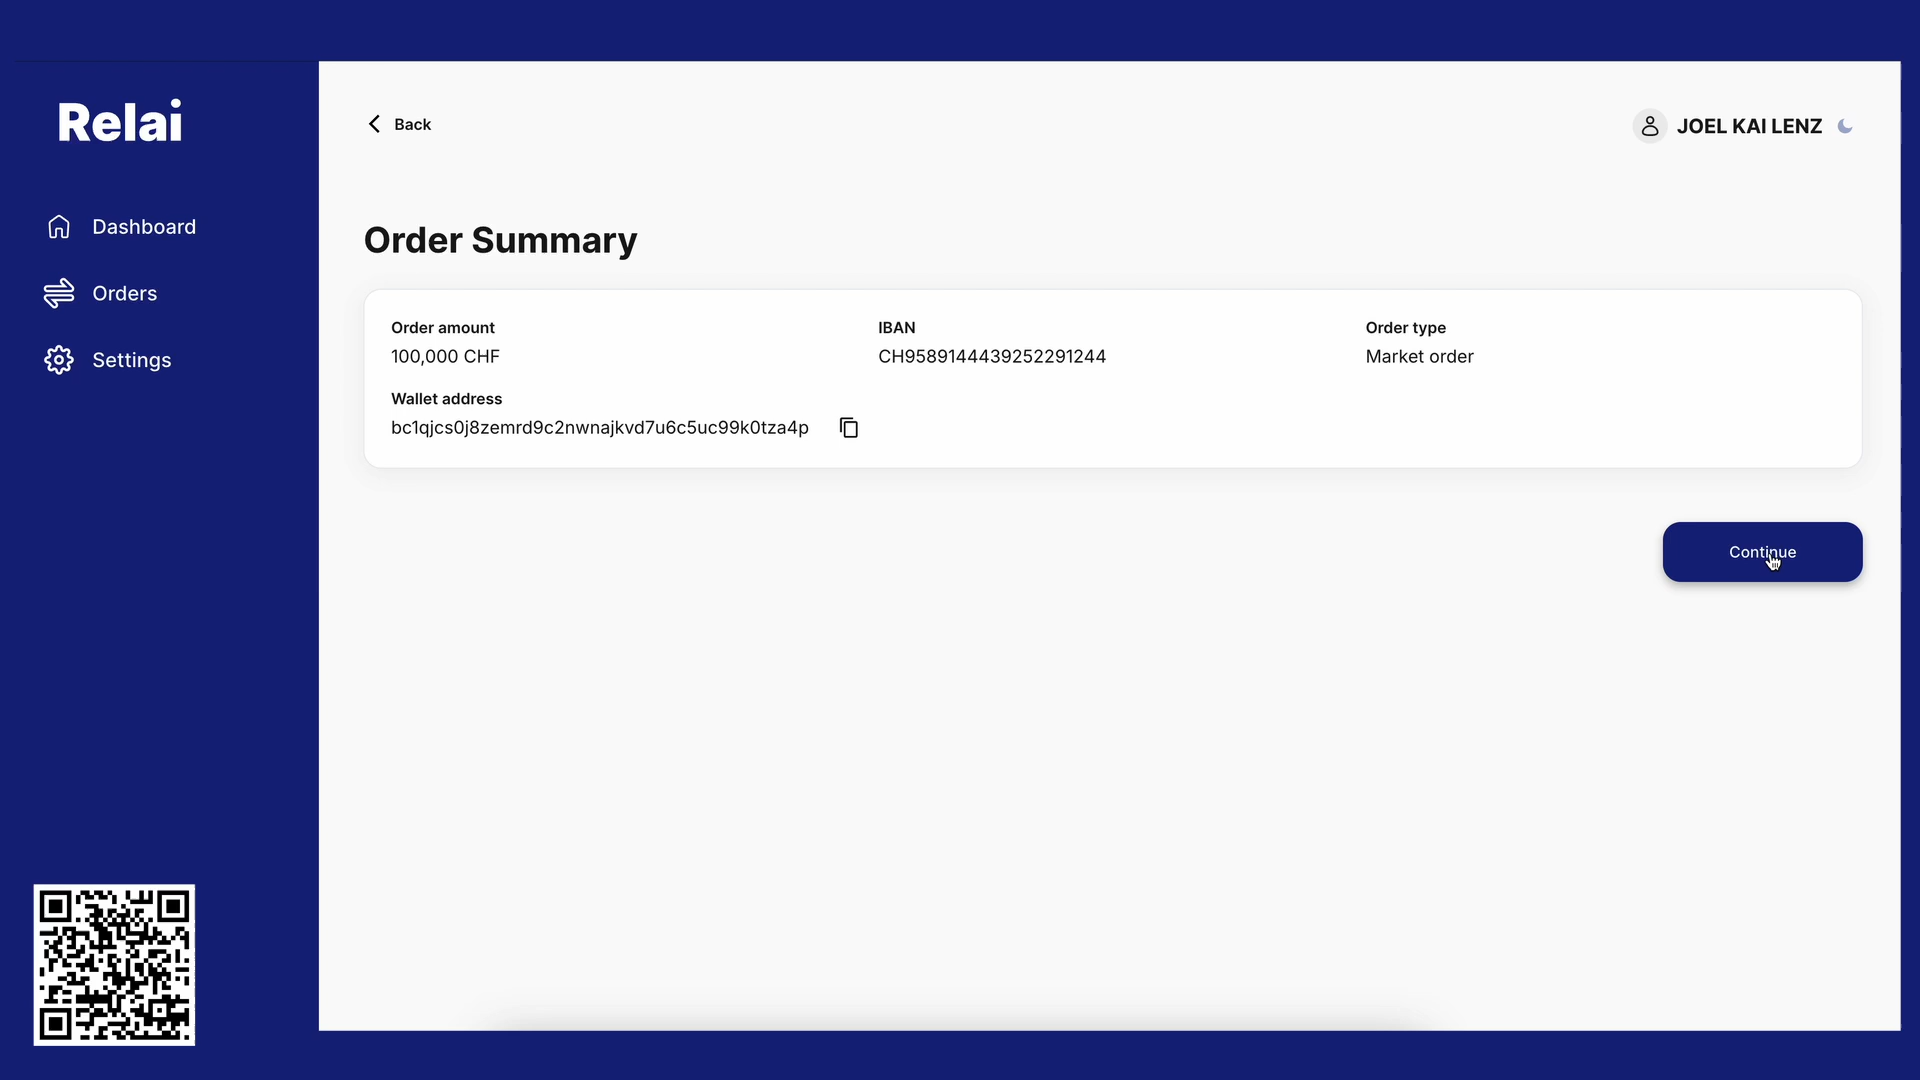 Relai
Dashboard
Orders
Settings
Back
JOEL KAI LENZ
Order Summary
Order amount
100,000 CHF
IBAN
CH9589144439252291244
Order type
Market order
Wallet address
bc1qjcs0j8zemrd9c2nwnajkvd7u6c5uc99k0tza4p
Continue